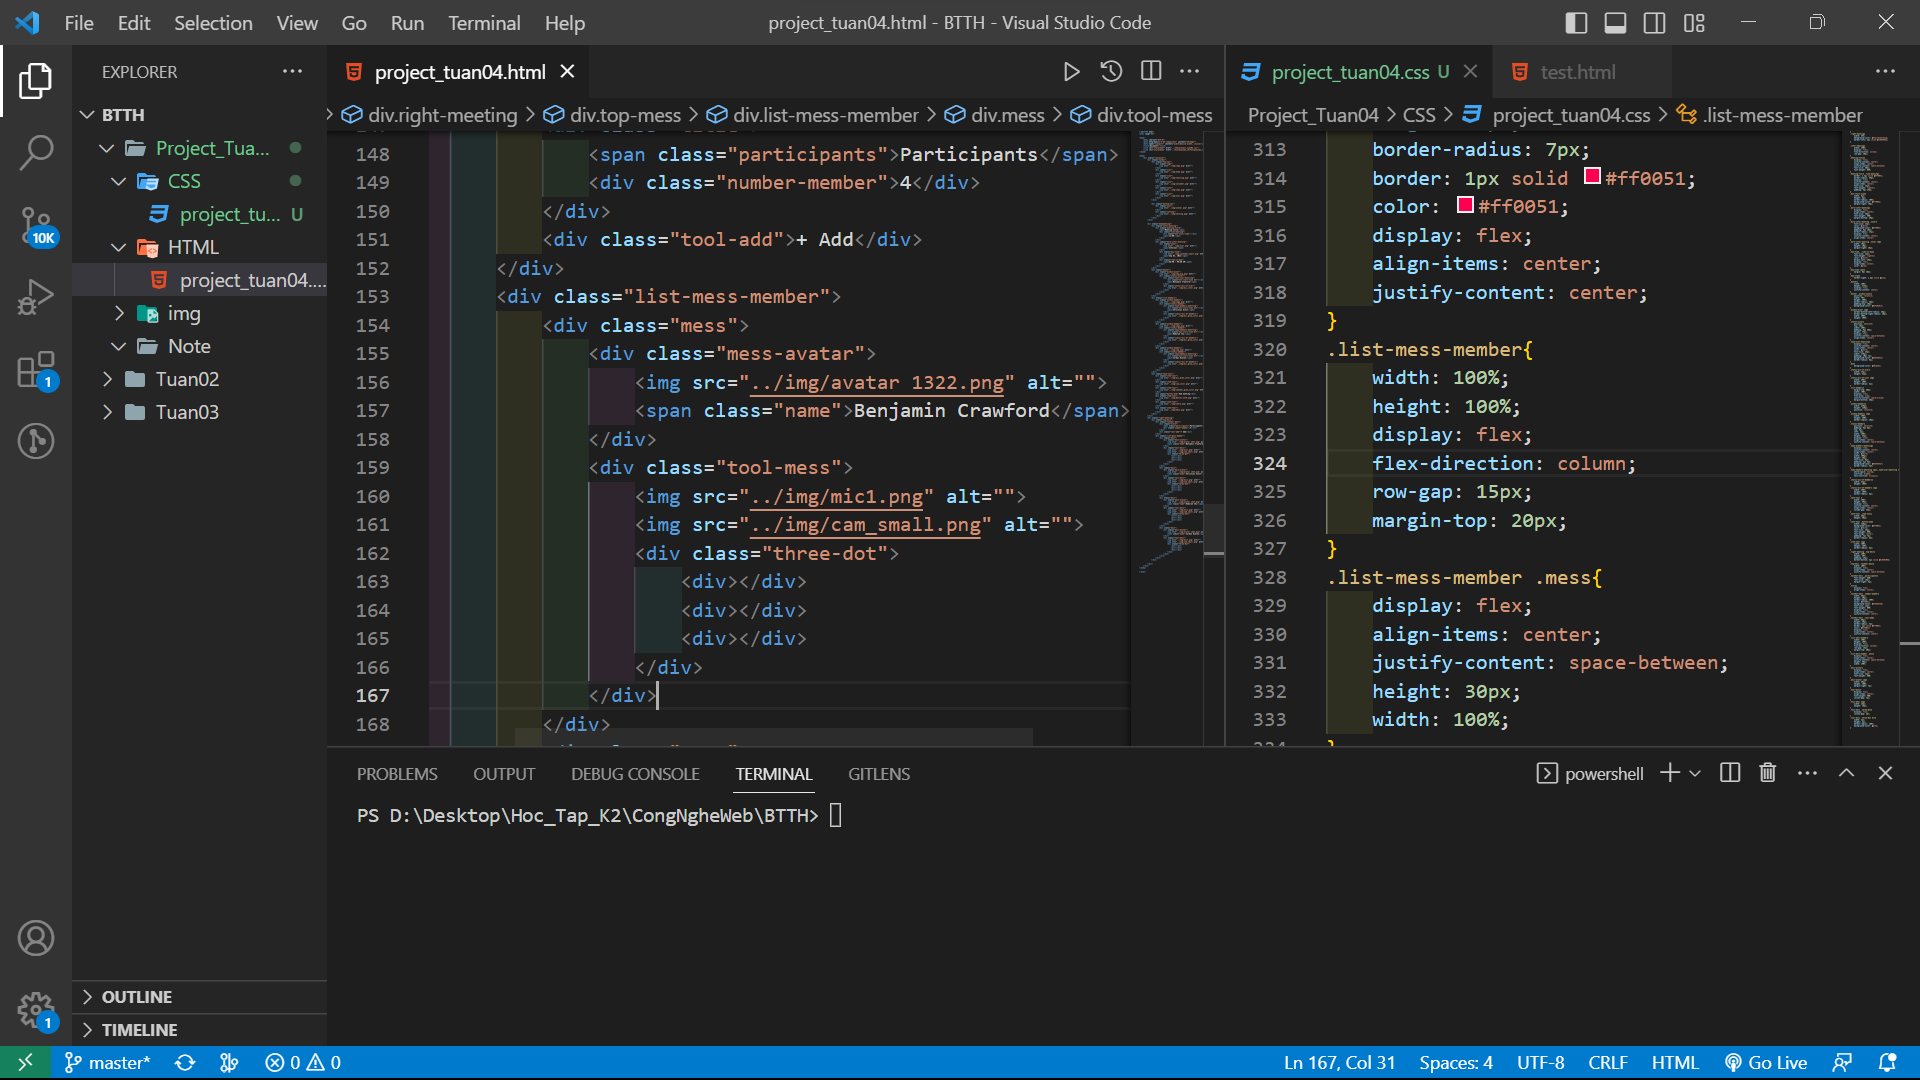 File Edit Selection View Go Run Terminal Help
project_tuan04.html - BTTH - Visual Studio Code
EXPLORER
BTTH
Project_Tua...
CSS
project_tu... U
HTML
project_tuan04....
img
Note
Tuan02
Tuan03
OUTLINE
TIMELINE
10K
1
1
project_tuan04.html
div.right-meeting > div.top-mess > div.list-mess-member > div.mess > div.tool-mess
148 <span class="participants">Participants</span>
149 <div class="number-member">4</div>
150 </div>
151 <div class="tool-add">+ Add</div>
152 </div>
153 <div class="list-mess-member">
154 <div class="mess">
155 <div class="mess-avatar">
156 <img src="../img/avatar 1322.png" alt="">
157 <span class="name">Benjamin Crawford</span>
158 </div>
159 <div class="tool-mess">
160 <img src="../img/mic1.png" alt="">
161 <img src="../img/cam_small.png" alt="">
162 <div class="three-dot">
163 <div></div>
164 <div></div>
165 <div></div>
166 </div>
167 </div>
168 </div>
project_tuan04.css U
test.html
Project_Tuan04 > CSS > project_tuan04.css > .list-mess-member
313 border-radius: 7px;
314 border: 1px solid #ff0051;
315 color: #ff0051;
316 display: flex;
317 align-items: center;
318 justify-content: center;
319 }
320 .list-mess-member{
321 width: 100%;
322 height: 100%;
323 display: flex;
324 flex-direction: column;
325 row-gap: 15px;
326 margin-top: 20px;
327 }
328 .list-mess-member .mess{
329 display: flex;
330 align-items: center;
331 justify-content: space-between;
332 height: 30px;
333 width: 100%;
PROBLEMS OUTPUT DEBUG CONSOLE TERMINAL GITLENS
powershell
PS D:\Desktop\Hoc_Tap_K2\CongNgheWeb\BTTH>
master* 0 0
Ln 167, Col 31 Spaces: 4 UTF-8 CRLF HTML Go Live